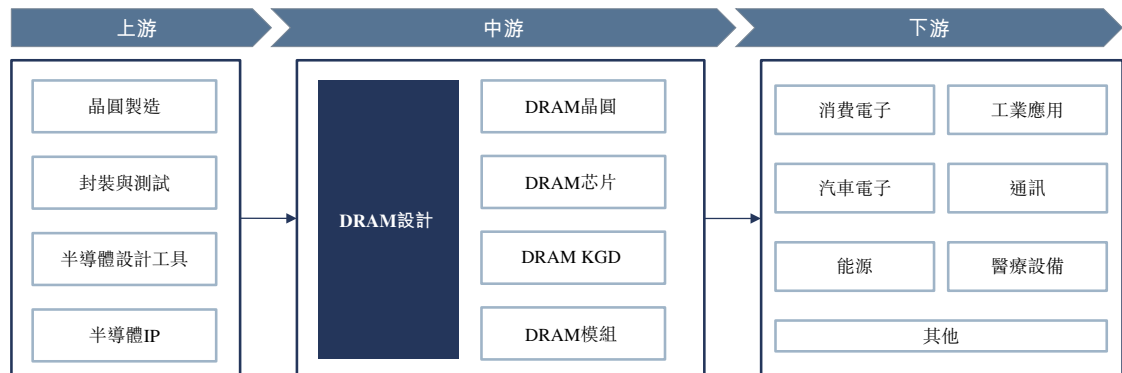 上游
中游
下游
晶圓製造
封裝與測試
半導體設計工具
半導體IP
DRAM設計
DRAM晶圓
DRAM芯片
DRAM KGD
DRAM模組
消費電子
工業應用
汽車電子
通訊
能源
醫療設備
其他